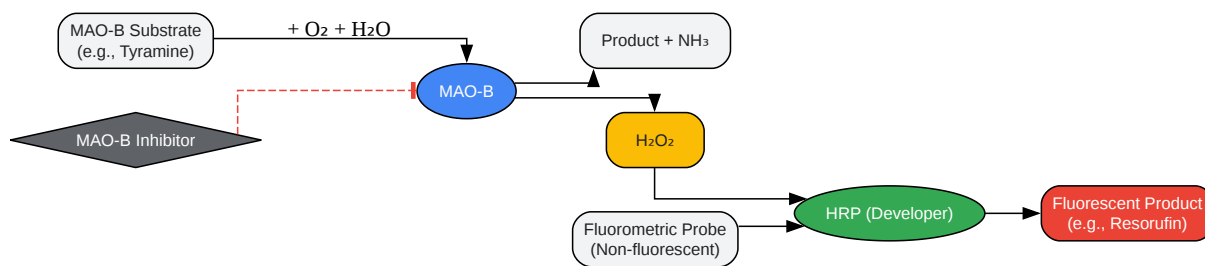 MAO-B Substrate
(e.g., Tyramine)
+ O₂ + H₂O
Product + NH₃
MAO-B
MAO-B Inhibitor
H₂O₂
HRP (Developer)
Fluorometric Probe
(Non-fluorescent)
Fluorescent Product
(e.g., Resorufin)